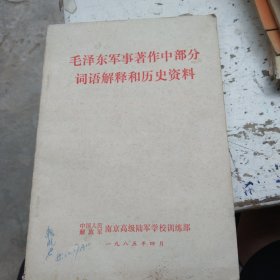 毛泽东军事著作中部分
词语解释和历史资料
中国人民
解放军 南京高级陆军学校训练部
一九八五年四月